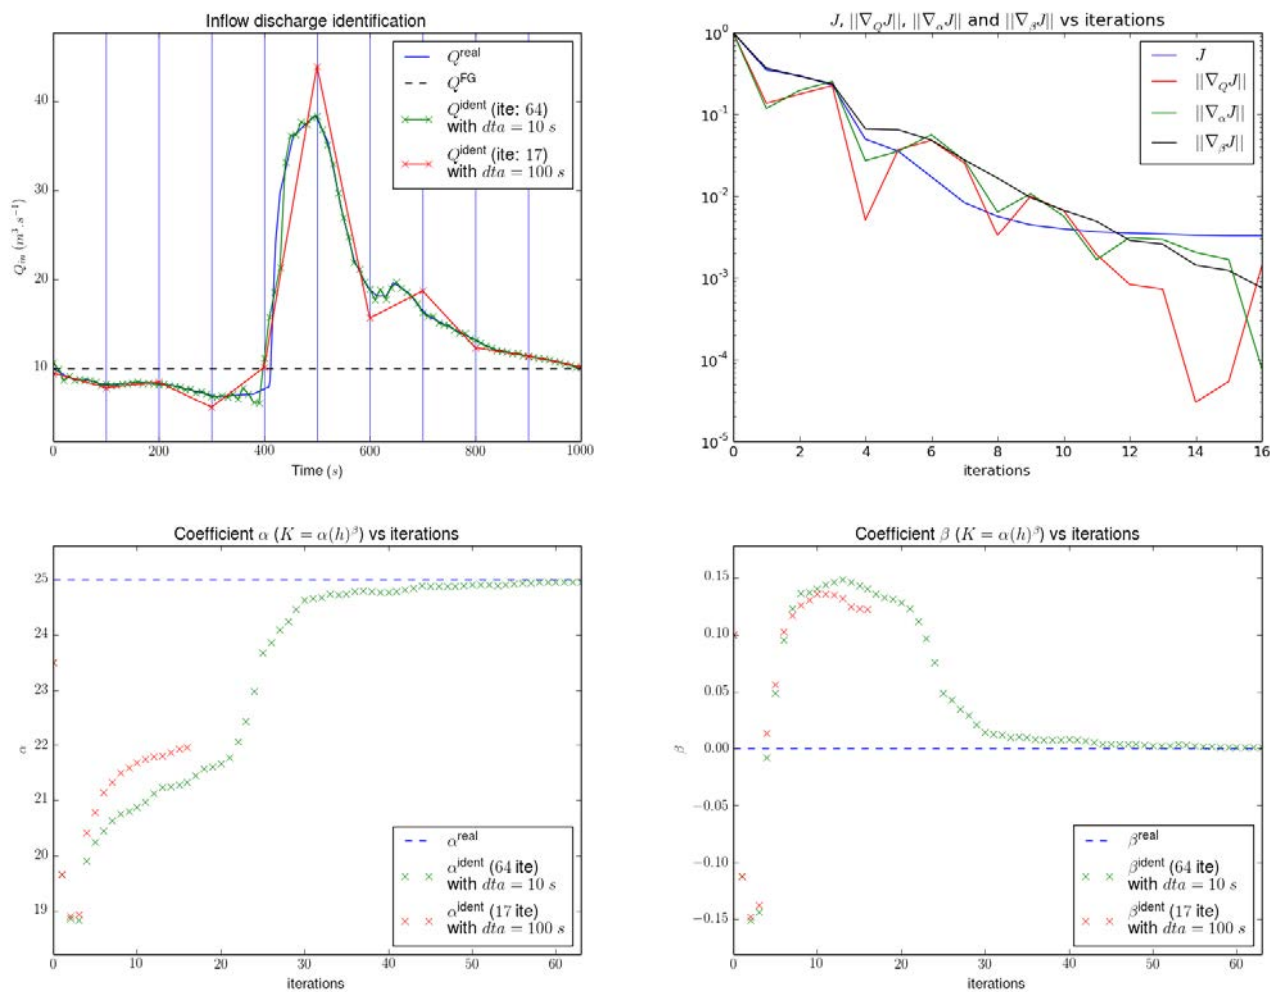 Inflow discharge identification
40
30
20
10
Q_in (m³.s⁻¹)
0
200
400
600
800
1000
Time (s)
Q^real
Q^FG
Q^ident (ite: 64)
with dta = 10 s
Q^ident (ite: 17)
with dta = 100 s
J, ||∇_Q J||, ||∇_α J|| and ||∇_β J|| vs iterations
10⁰
10⁻¹
10⁻²
10⁻³
10⁻⁴
10⁻⁵
0
2
4
6
8
10
12
14
16
iterations
J
||∇_Q J||
||∇_α J||
||∇_β J||
Coefficient α (K = α(h)^β) vs iterations
25
24
23
22
21
20
19
α
0
10
20
30
40
50
60
iterations
α^real
α^ident (64 ite)
with dta = 10 s
α^ident (17 ite)
with dta = 100 s
Coefficient β (K = α(h)^β) vs iterations
0.15
0.10
0.05
0.00
−0.05
−0.10
−0.15
β
0
10
20
30
40
50
60
iterations
β^real
β^ident (64 ite)
with dta = 10 s
β^ident (17 ite)
with dta = 100 s